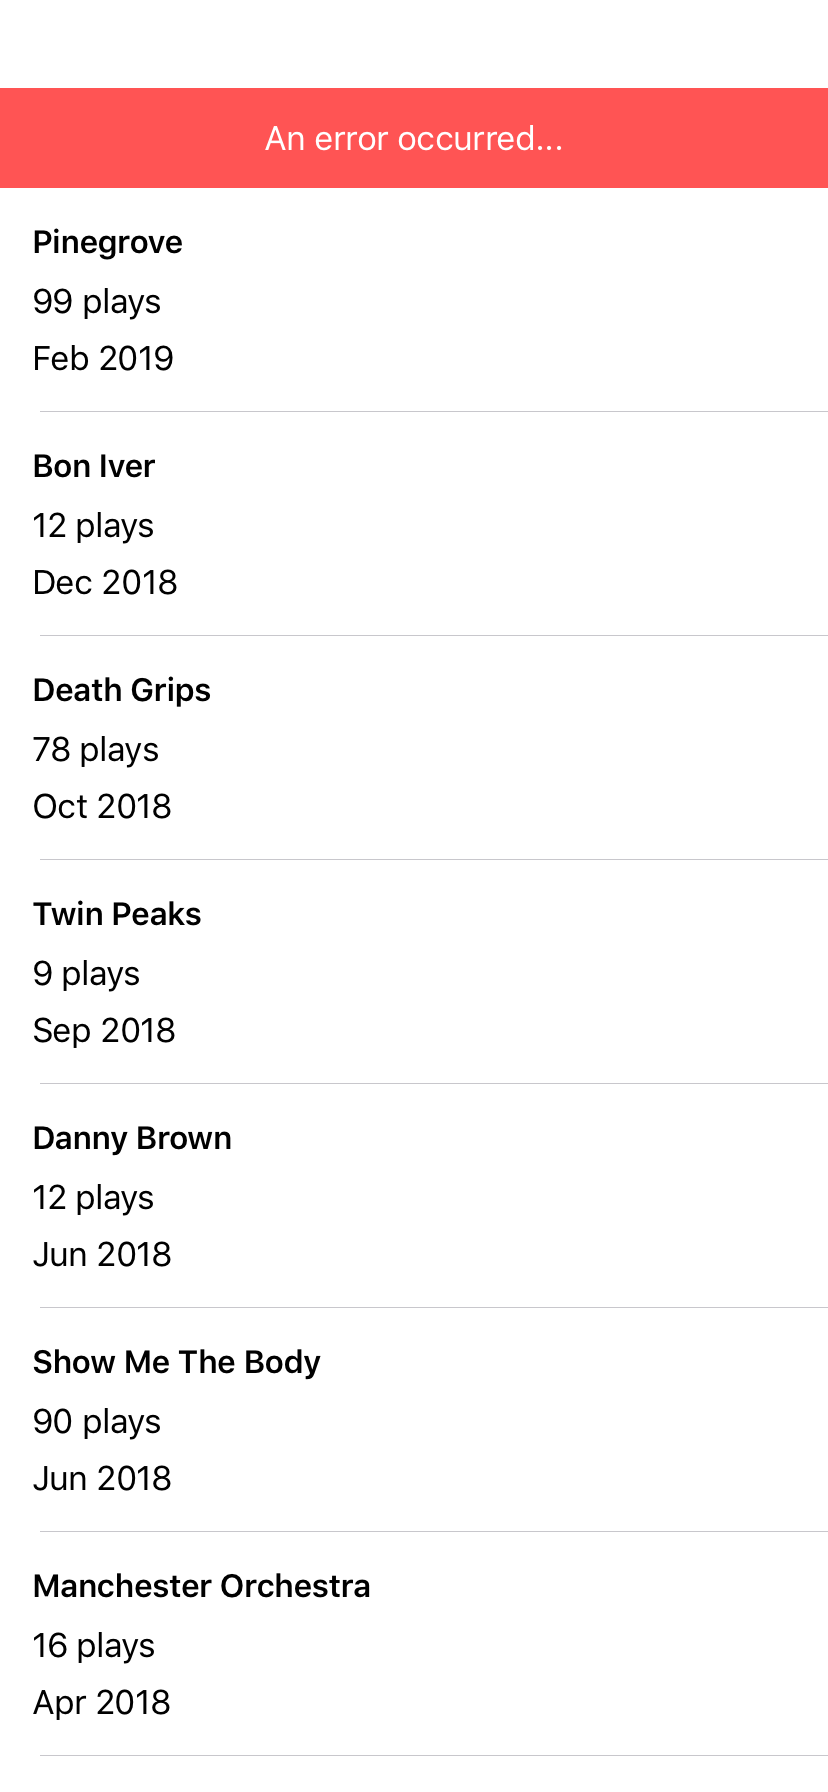 An error occurred...
Pinegrove
99 plays
Feb 2019
Bon Iver
12 plays
Dec 2018
Death Grips
78 plays
Oct 2018
Twin Peaks
9 plays
Sep 2018
Danny Brown
12 plays
Jun 2018
Show Me The Body
90 plays
Jun 2018
Manchester Orchestra
16 plays
Apr 2018